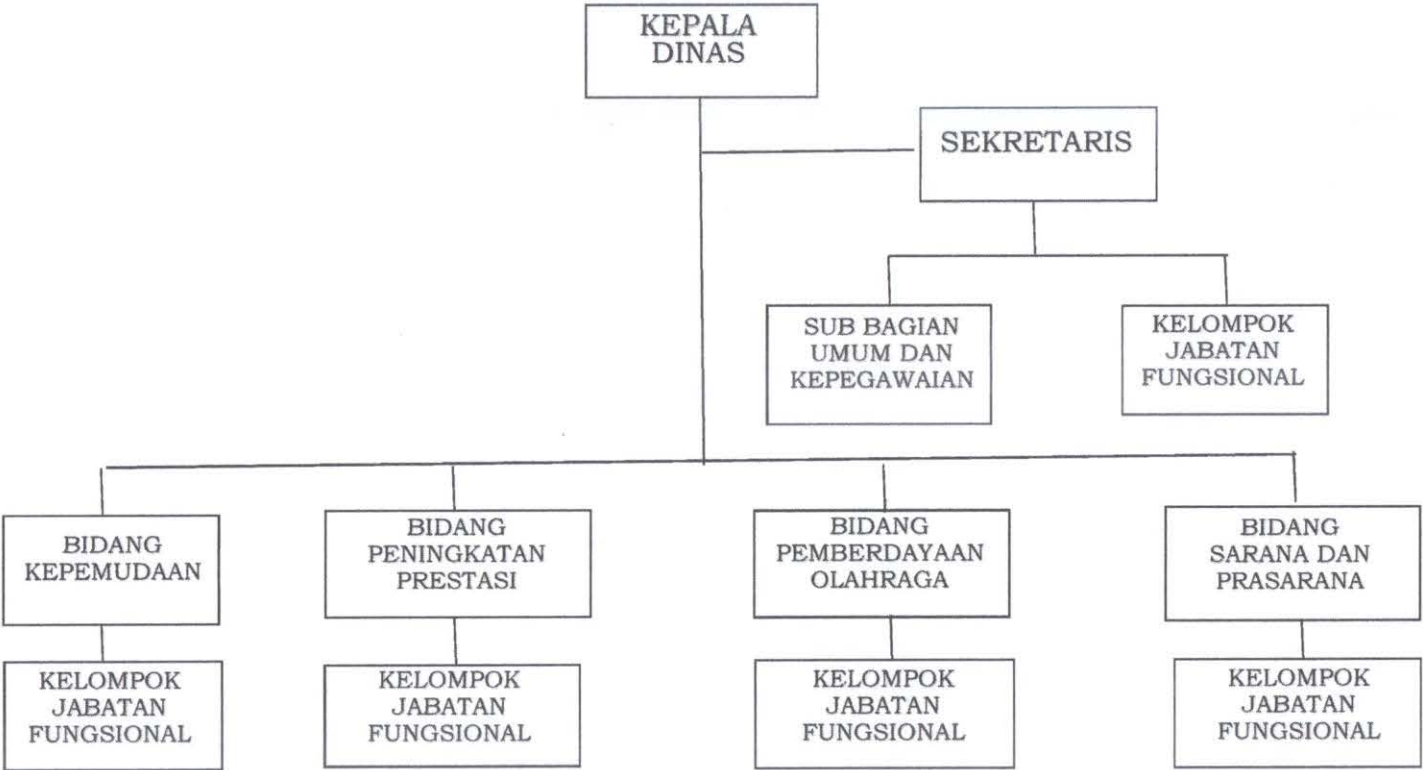 KEPALA
DINAS
SEKRETARIS
SUB BAGIAN
UMUM DAN
KEPEGAWAIAN
KELOMPOK
JABATAN
FUNGSIONAL
BIDANG
KEPEMUDAAN
BIDANG
PENINGKATAN
PRESTASI
BIDANG
PEMBERDAYAAN
OLAHRAGA
BIDANG
SARANA DAN
PRASARANA
KELOMPOK
JABATAN
FUNGSIONAL
KELOMPOK
JABATAN
FUNGSIONAL
KELOMPOK
JABATAN
FUNGSIONAL
KELOMPOK
JABATAN
FUNGSIONAL